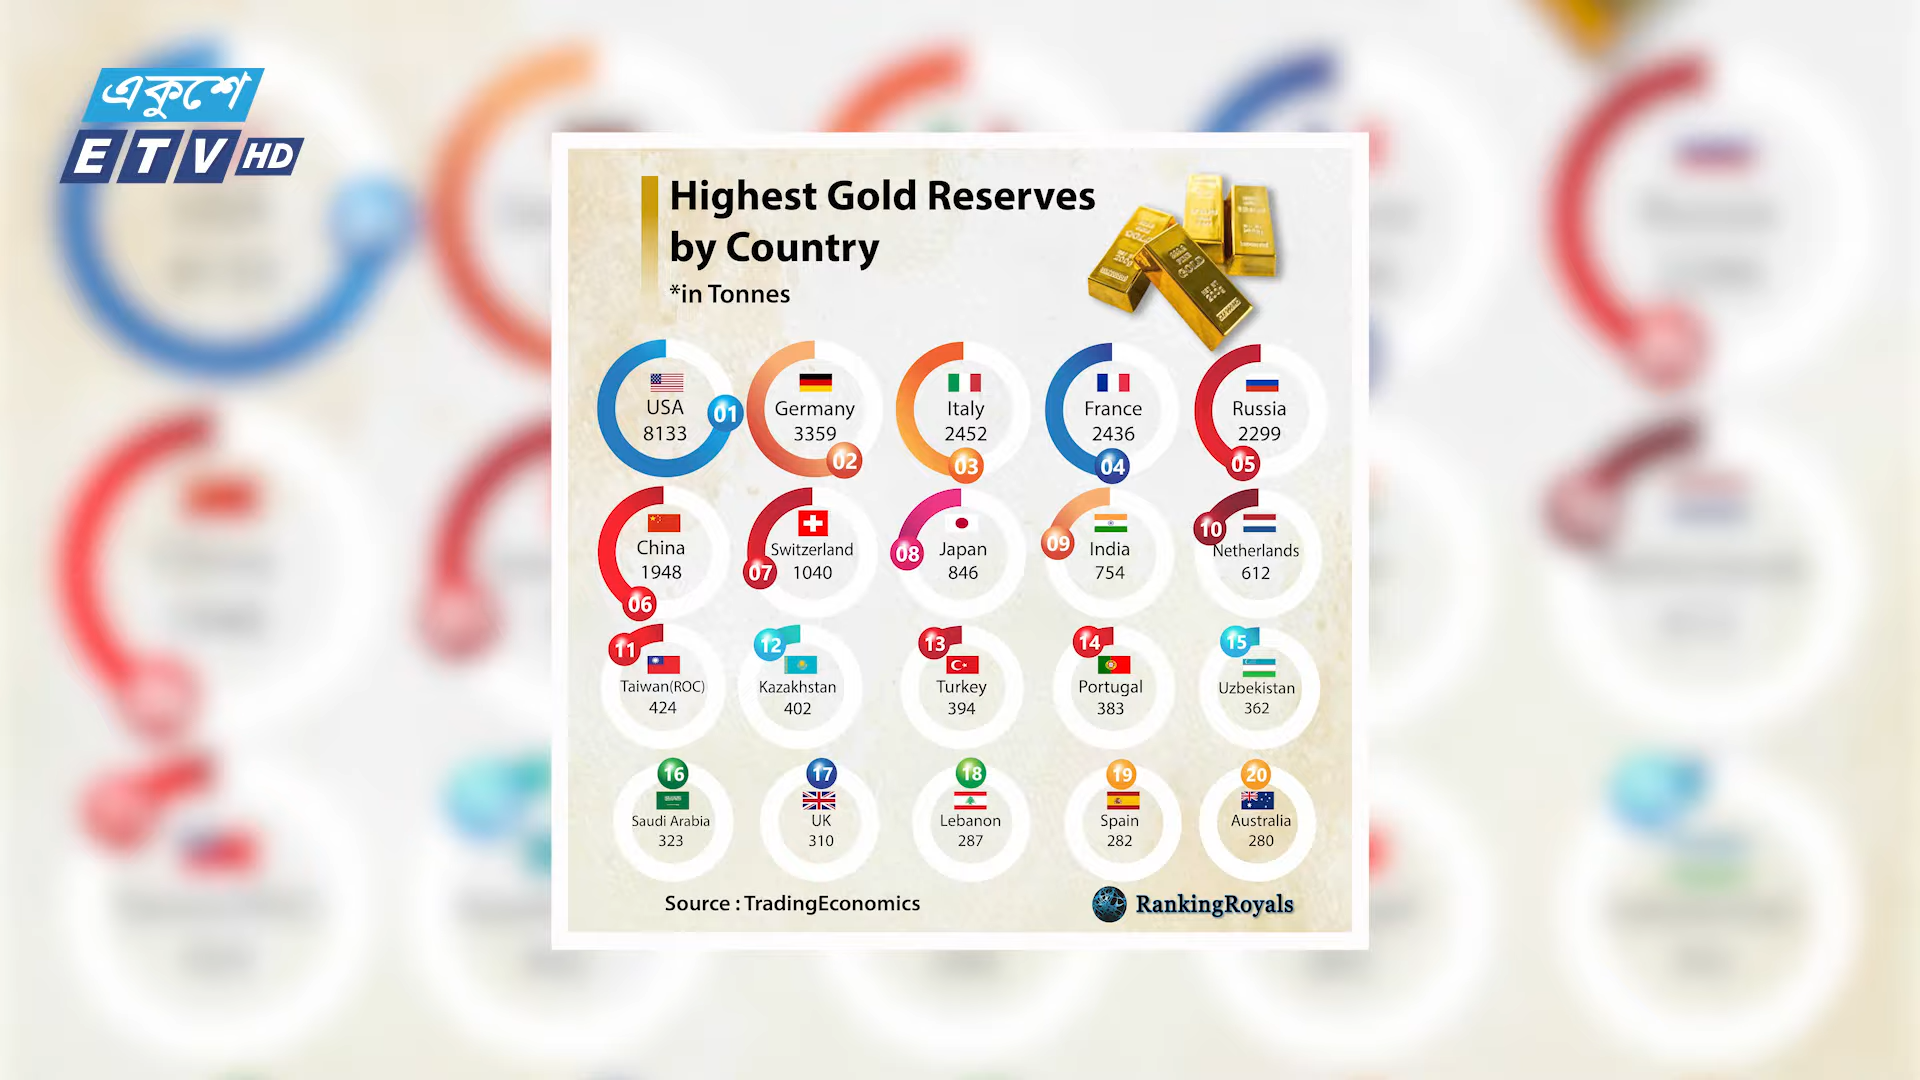 একুশে
ETV HD
Highest Gold Reserves
by Country
*in Tonnes
USA
8133
01
Germany
3359
02
Italy
2452
03
France
2436
04
Russia
2299
05
China
1948
06
Switzerland
1040
07
Japan
846
08
India
754
09
Netherlands
612
10
Taiwan(ROC)
424
11
Kazakhstan
402
12
Turkey
394
13
Portugal
383
14
Uzbekistan
362
15
Saudi Arabia
323
16
UK
310
17
Lebanon
287
18
Spain
282
19
Australia
280
20
GOLD
Source : TradingEconomics
RankingRoyals